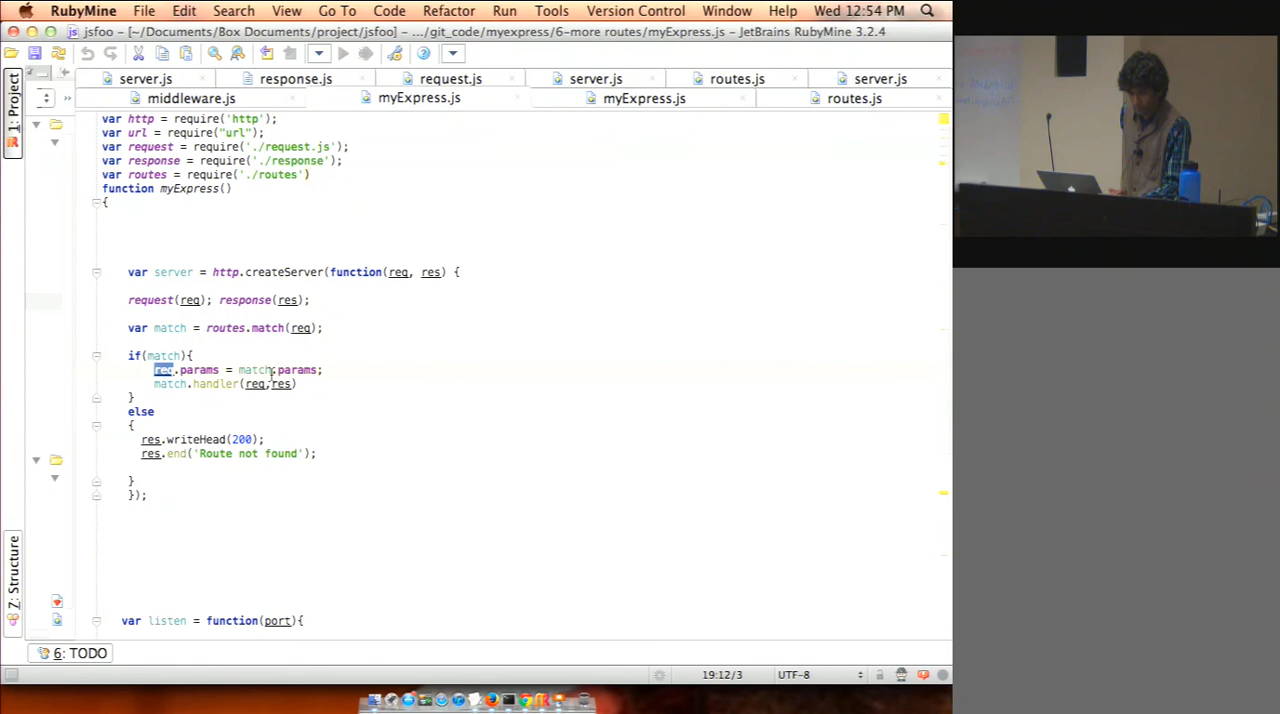 RubyMine File Edit Search View Go To Code Refactor Run Tools Version Control Window Help Wed 12:54 PM
jsfoo - [~/Documents/Box Documents/project/jsfoo] - .../git_code/myexpress/6-more routes/myExpress.js - JetBrains RubyMine 3.2.4
server.js response.js request.js server.js routes.js server.js
middleware.js myExpress.js myExpress.js routes.js
1: Project
var http = require('http');
var url = require("url");
var request = require('./request.js');
var response = require('./response');
var routes = require('./routes')
function myExpress()
{
var server = http.createServer(function(req, res) {
request(req); response(res);
var match = routes.match(req);
if(match){
req.params = match.params;
match.handler(req,res)
}
else
{
res.writeHead(200);
res.end('Route not found');
}
});
var listen = function(port){
Z: Structure
6: TODO
19:12/3 UTF-8